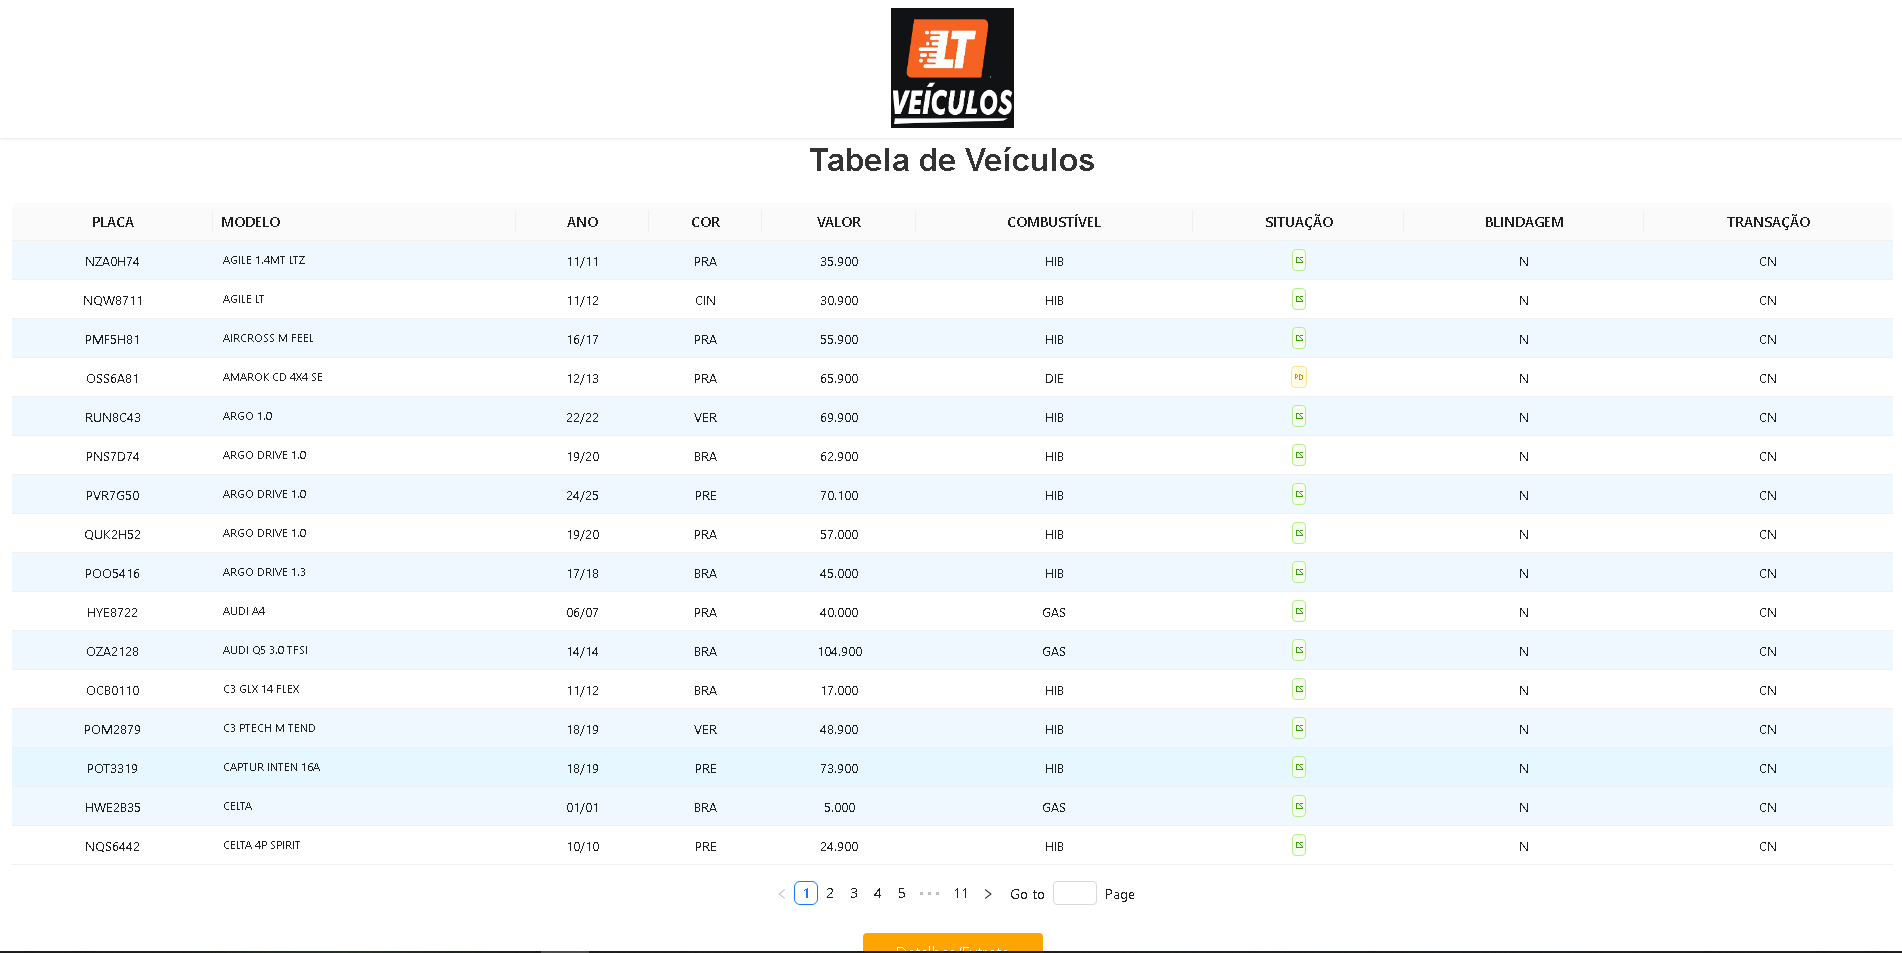 LT
VEÍCULOS
Tabela de Veículos
PLACA MODELO ANO COR VALOR COMBUSTÍVEL SITUAÇÃO BLINDAGEM TRANSAÇÃO
NZA0H74 AGILE 1.4MT LTZ 11/11 PRA 35.900 HIB ES N CN
NQW8711 AGILE LT 11/12 CIN 30.900 HIB ES N CN
PMF5H81 AIRCROSS M FEEL 16/17 PRA 55.900 HIB ES N CN
OSS6A81 AMAROK CD 4X4 SE 12/13 PRA 65.900 DIE PD N CN
RUN8C43 ARGO 1.0 22/22 VER 69.900 HIB ES N CN
PNS7D74 ARGO DRIVE 1.0 19/20 BRA 62.900 HIB ES N CN
PVR7G50 ARGO DRIVE 1.0 24/25 PRE 70.100 HIB ES N CN
QUK2H52 ARGO DRIVE 1.0 19/20 PRA 57.000 HIB ES N CN
POO5416 ARGO DRIVE 1.3 17/18 BRA 45.000 HIB ES N CN
HYE8722 AUDI A4 06/07 PRA 40.000 GAS ES N CN
OZA2128 AUDI Q5 3.0 TFSI 14/14 BRA 104.900 GAS ES N CN
OCB0110 C3 GLX 14 FLEX 11/12 BRA 17.000 HIB ES N CN
POM2879 C3 PTECH M TEND 18/19 VER 48.900 HIB ES N CN
POT3319 CAPTUR INTEN 16A 18/19 PRE 73.900 HIB ES N CN
HWE2B35 CELTA 01/01 BRA 5.000 GAS ES N CN
NQS6442 CELTA 4P SPIRIT 10/10 PRE 24.900 HIB ES N CN
< 1 2 3 4 5 ••• 11 > Go to Page